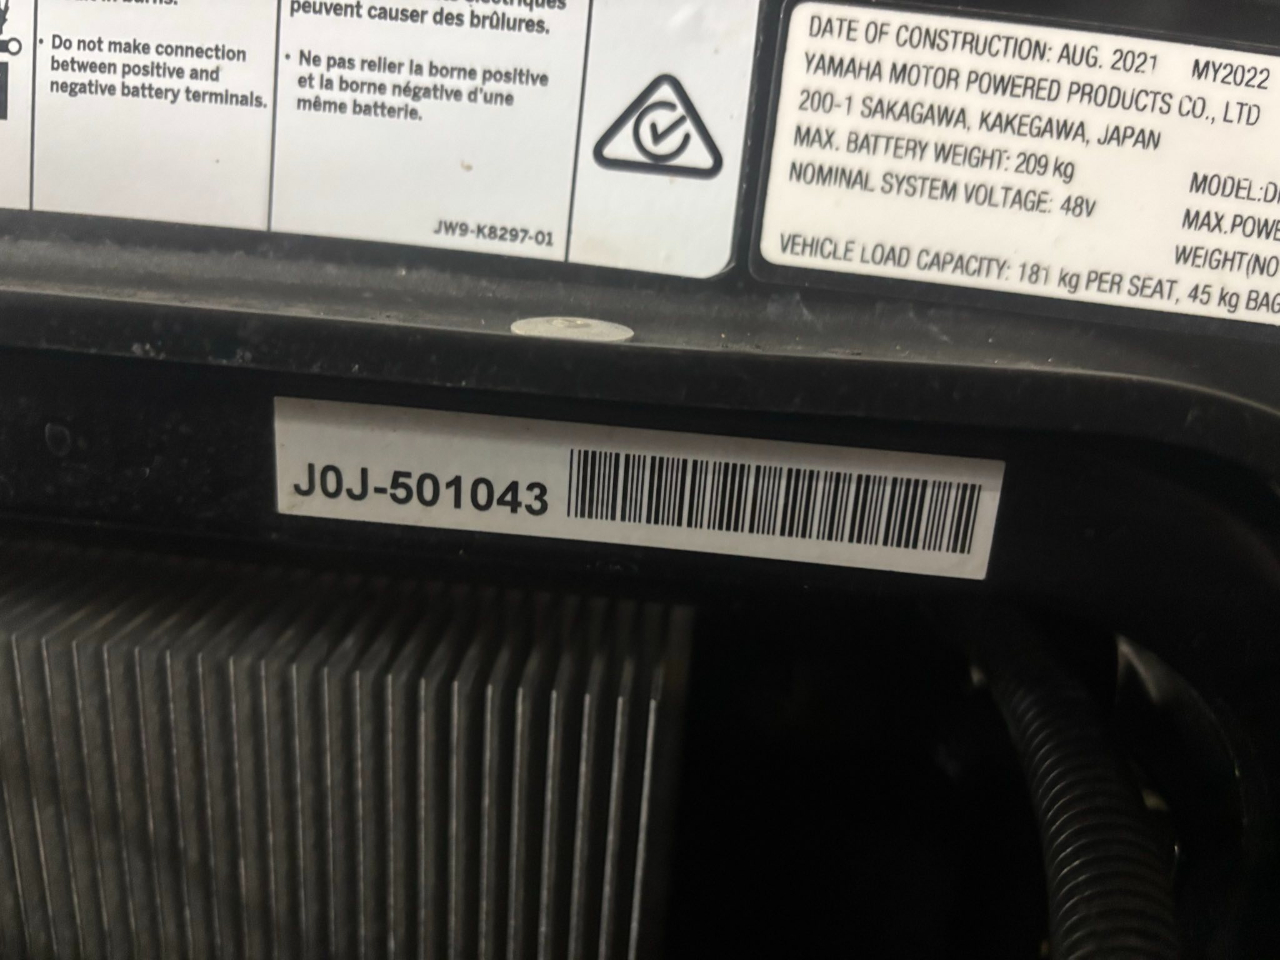 • Do not make connection
between positive and
negative battery terminals.
peuvent causer des brûlures.
• Ne pas relier la borne positive
et la borne négative d'une
même batterie.
JW9-K8297-01
DATE OF CONSTRUCTION: AUG. 2021 MY2022
YAMAHA MOTOR POWERED PRODUCTS CO., LTD
200-1 SAKAGAWA, KAKEGAWA, JAPAN
MAX. BATTERY WEIGHT: 209 kg
NOMINAL SYSTEM VOLTAGE: 48V
MODEL:
MAX.
WEIGHT
VEHICLE LOAD CAPACITY: 181 kg PER SEAT, 45 kg
J0J-501043